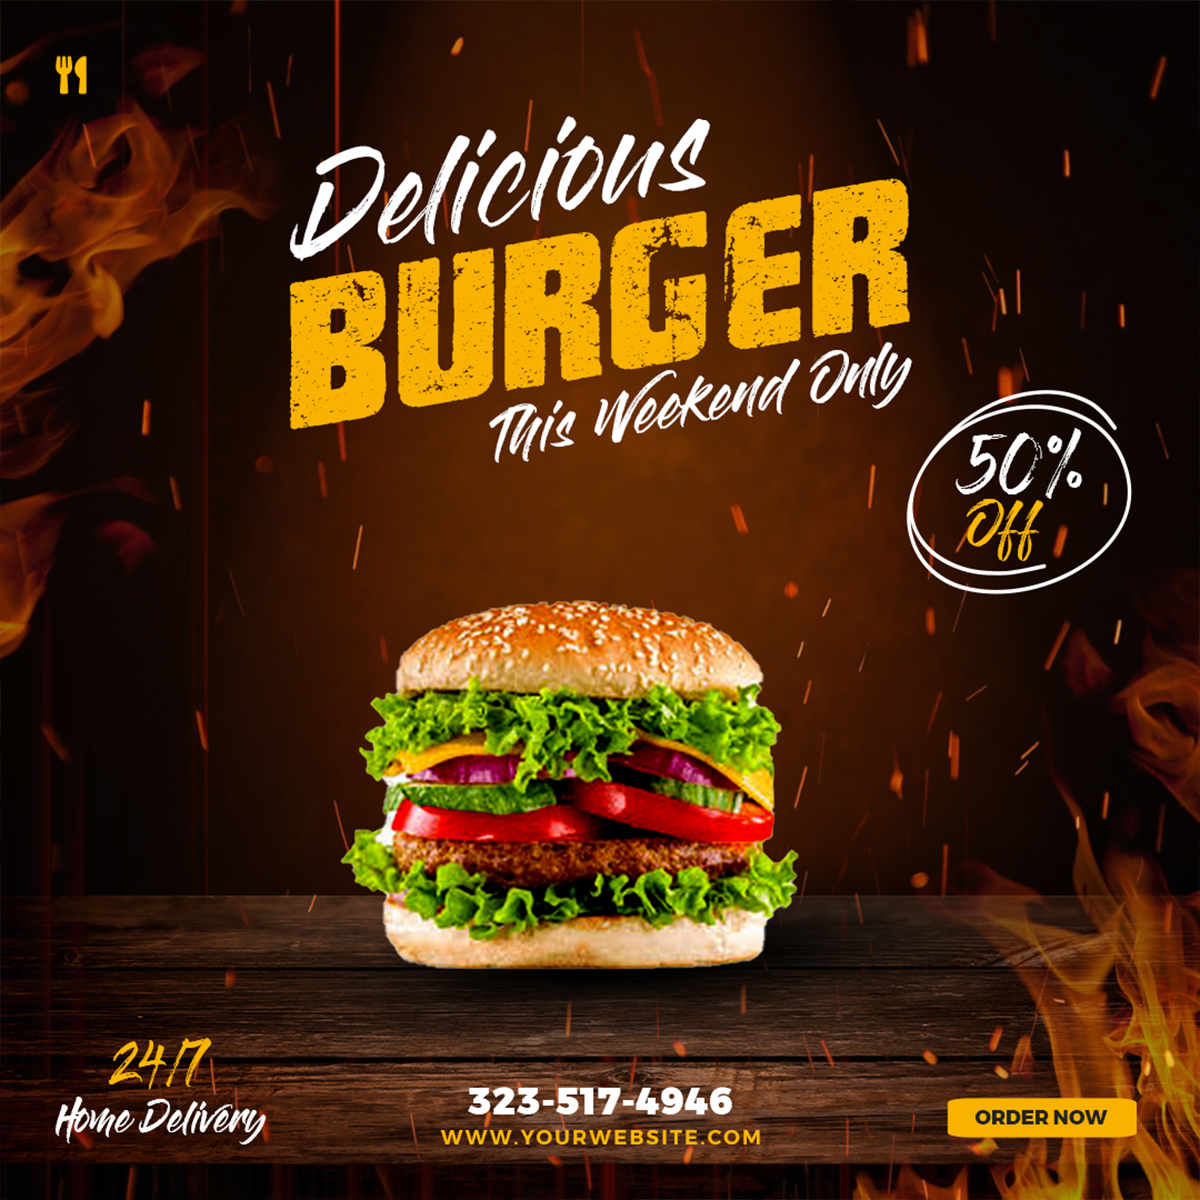 Delicious
BURGER
This Weekend Only
50%
Off
24/7
Home Delivery
323-517-4946
WWW.YOURWEBSITE.COM
ORDER NOW